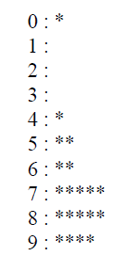 0 : *
1 :
2 :
3 :
4 : *
5 : **
6 : **
7 : *****
8 : *****
9 : ****